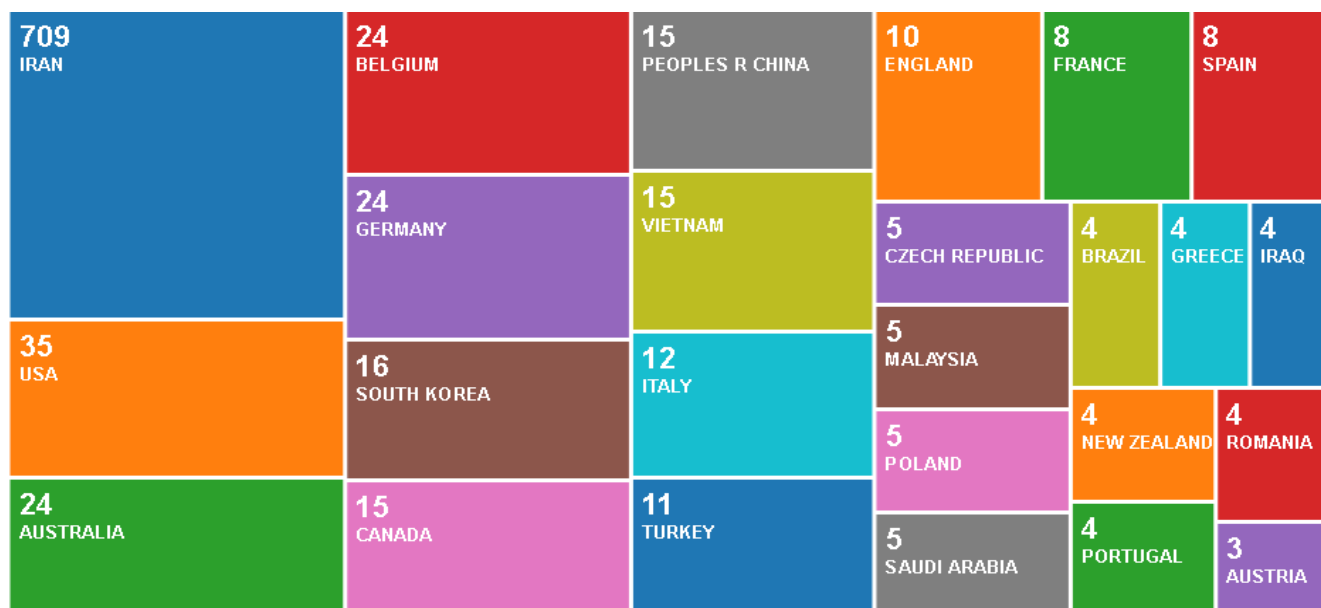 709
IRAN
35
USA
24
AUSTRALIA
24
BELGIUM
24
GERMANY
16
SOUTH KOREA
15
CANADA
15
PEOPLES R CHINA
15
VIETNAM
12
ITALY
11
TURKEY
10
ENGLAND
8
FRANCE
8
SPAIN
5
CZECH REPUBLIC
5
MALAYSIA
5
POLAND
5
SAUDI ARABIA
4
BRAZIL
4
GREECE
4
IRAQ
4
NEW ZEALAND
4
PORTUGAL
4
ROMANIA
3
AUSTRIA